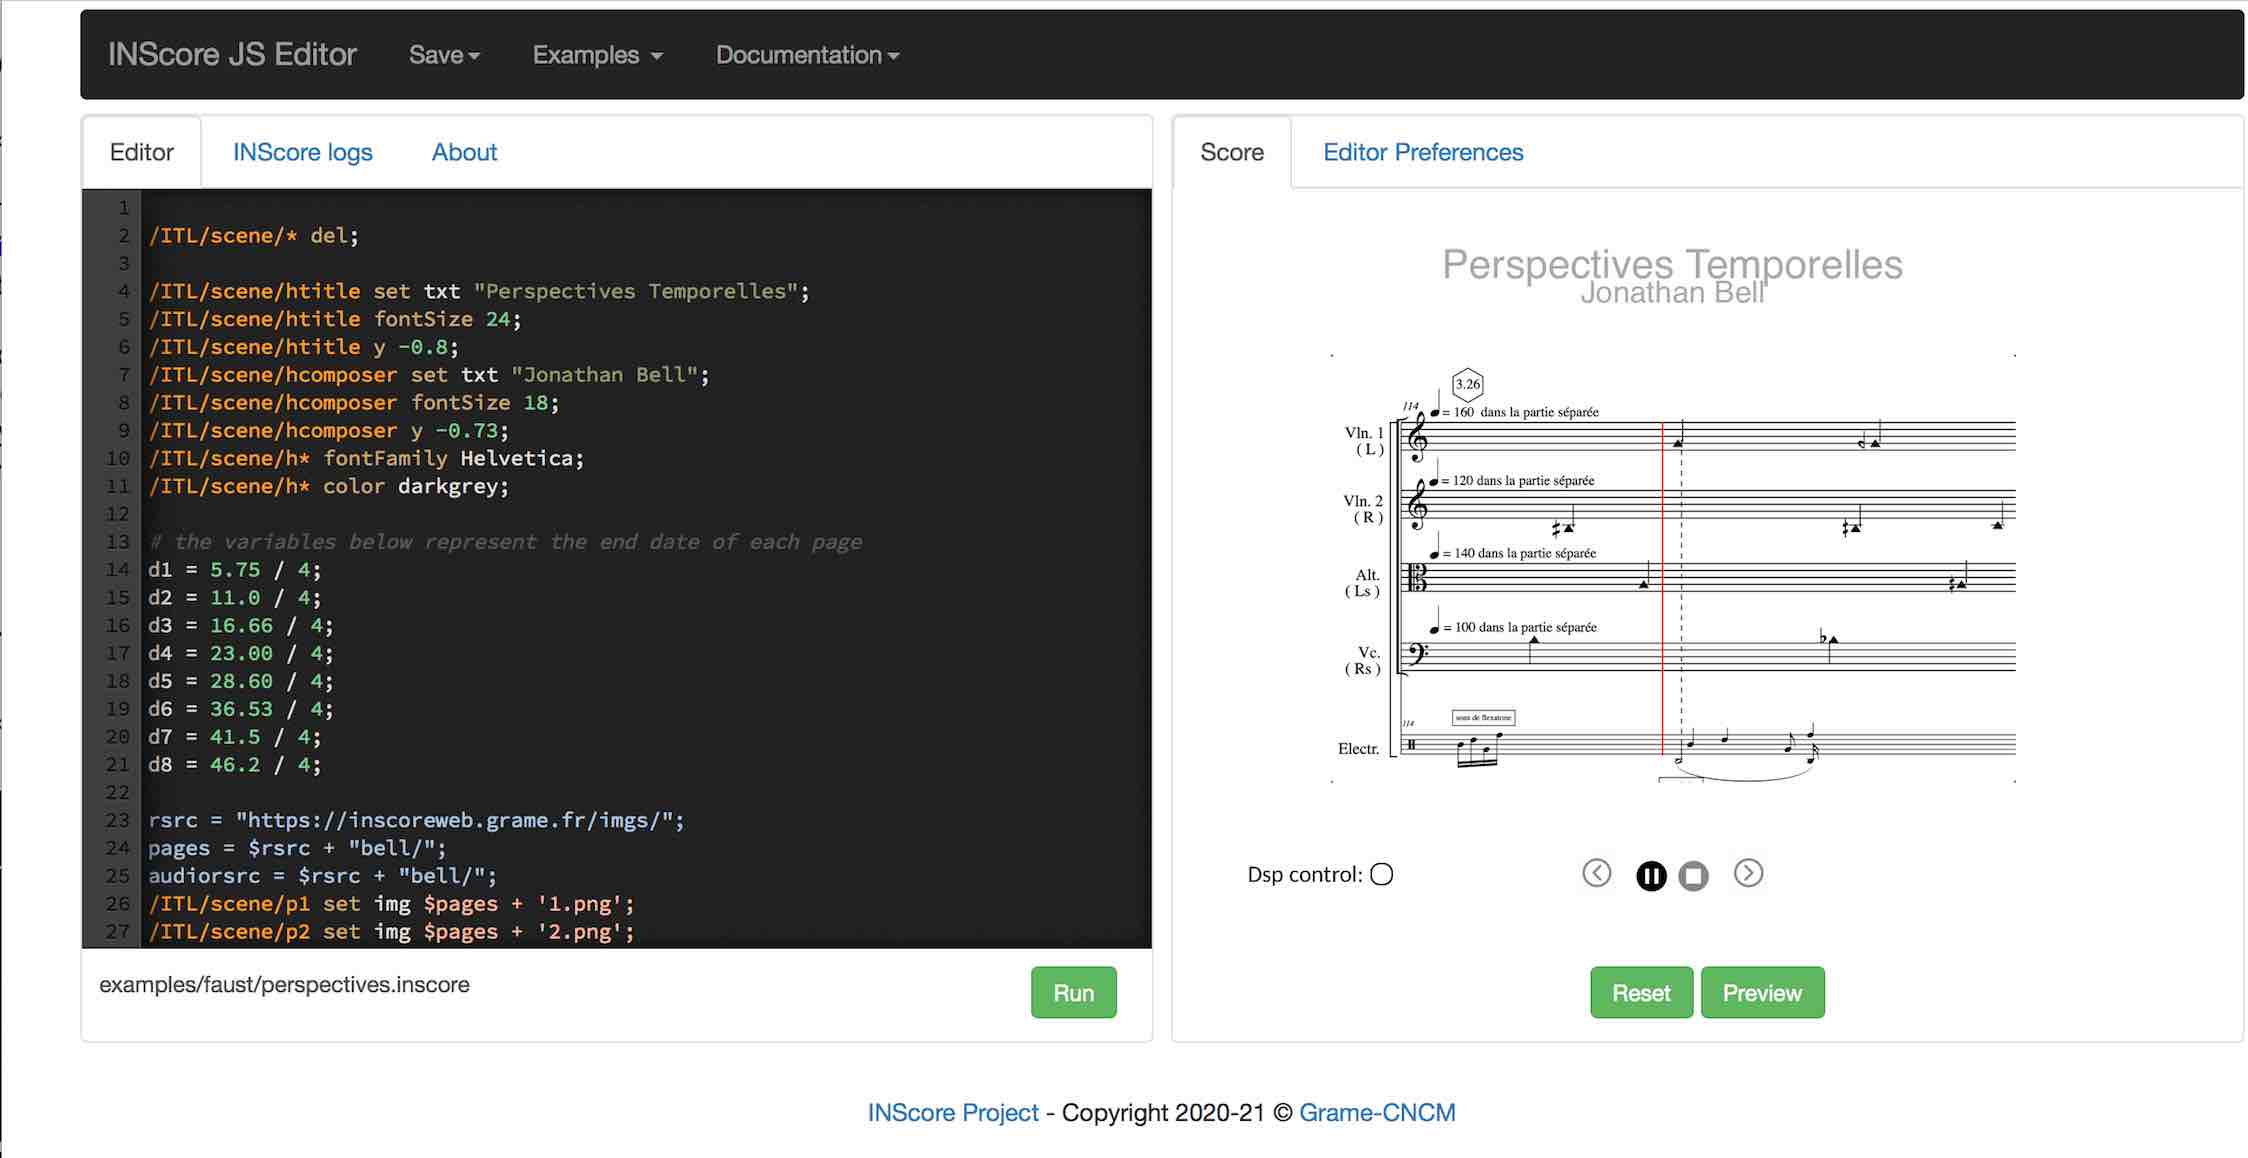 INScore JS Editor Save Examples Documentation
Editor INScore logs About
1
2 /ITL/scene/* del;
3
4 /ITL/scene/htitle set txt "Perspectives Temporelles";
5 /ITL/scene/htitle fontSize 24;
6 /ITL/scene/htitle y -0.8;
7 /ITL/scene/hcomposer set txt "Jonathan Bell";
8 /ITL/scene/hcomposer fontSize 18;
9 /ITL/scene/hcomposer y -0.73;
10 /ITL/scene/h* fontFamily Helvetica;
11 /ITL/scene/h* color darkgrey;
12
13 # the variables below represent the end date of each page
14 d1 = 5.75 / 4;
15 d2 = 11.0 / 4;
16 d3 = 16.66 / 4;
17 d4 = 23.00 / 4;
18 d5 = 28.60 / 4;
19 d6 = 36.53 / 4;
20 d7 = 41.5 / 4;
21 d8 = 46.2 / 4;
22
23 rsrc = "https://inscoreweb.grame.fr/imgs/";
24 pages = $rsrc + "bell/";
25 audiorsrc = $rsrc + "bell/";
26 /ITL/scene/p1 set img $pages + '1.png';
27 /ITL/scene/p2 set img $pages + '2.png';
examples/faust/perspectives.inscore
Run
Score Editor Preferences
Perspectives Temporelles
Jonathan Bell
3.26
114
= 160 dans la partie séparée
Vln. 1
( L )
= 120 dans la partie séparée
Vln. 2
( R )
= 140 dans la partie séparée
Alt.
( Ls )
= 100 dans la partie séparée
Vc.
( Rs )
114
sons de flexatone
Electr.
Dsp control:
Reset Preview
INScore Project - Copyright 2020-21 © Grame-CNCM